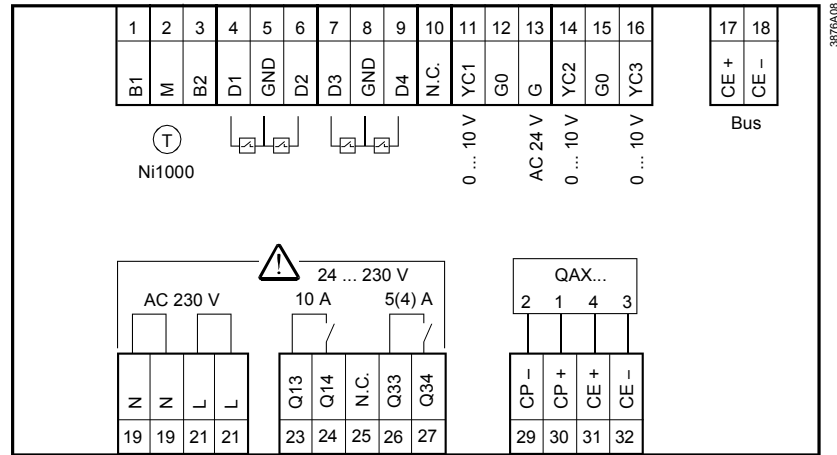 1 2 3 4 5 6 7 8 9 10 11 12 13 14 15 16 17 18
B1 M B2 D1 GND D2 D3 GND D4 N.C. YC1 G0 G YC2 G0 YC3 CE + CE –
T
Ni1000
0 ... 10 V
AC 24 V
0 ... 10 V
0 ... 10 V
Bus
3876A08
!
24 ... 230 V
AC 230 V 10 A 5(4) A
QAX...
2 1 4 3
N N L L Q13 Q14 N.C. Q33 Q34 CP – CP + CE + CE –
19 19 21 21 23 24 25 26 27 29 30 31 32